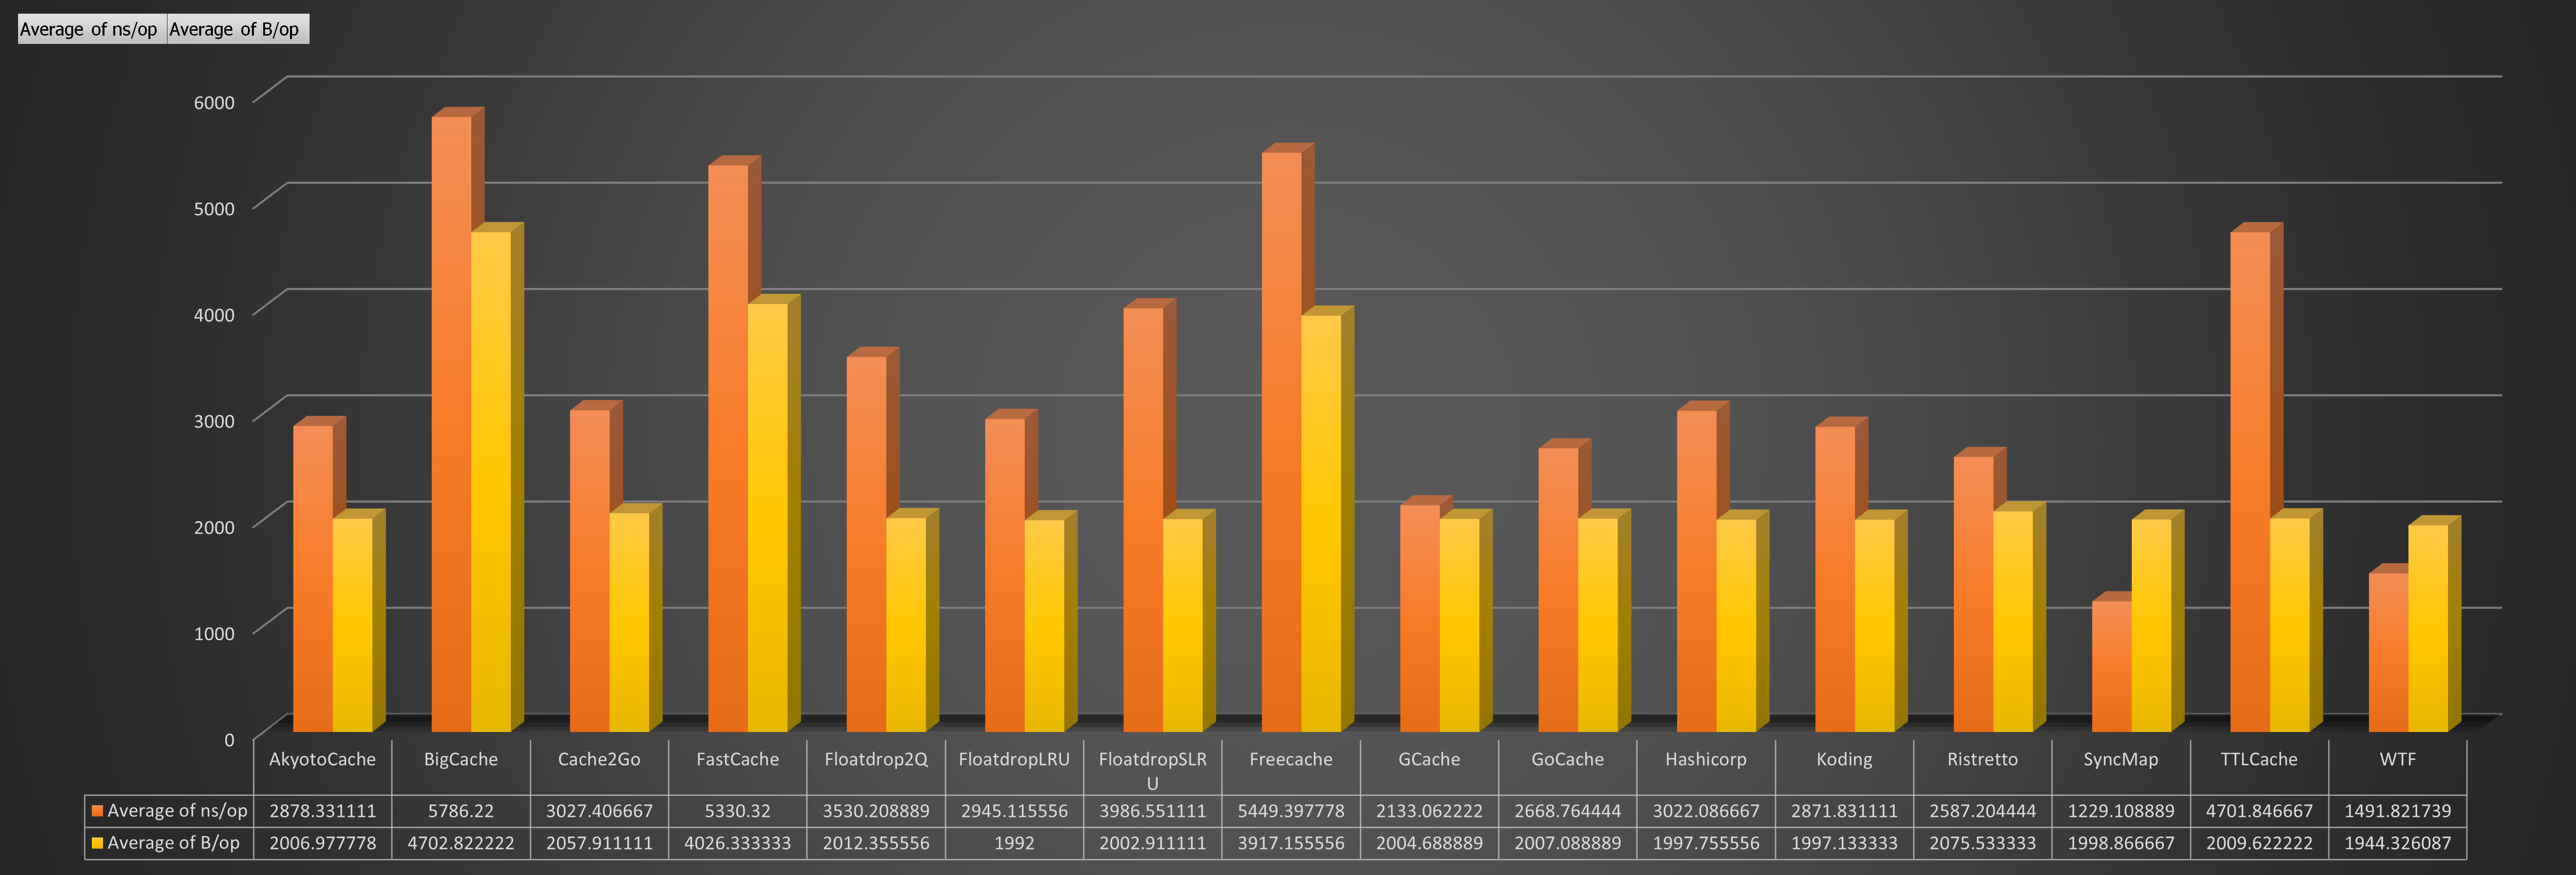 Average of ns/op Average of B/op
6000
5000
4000
3000
2000
1000
0
AkyotoCache BigCache Cache2Go FastCache Floatdrop2Q FloatdropLRU FloatdropSLR Freecache GCache GoCache Hashicorp Koding Ristretto SyncMap TTLCache WTF
U
Average of ns/op 2878.331111 5786.22 3027.406667 5330.32 3530.208889 2945.115556 3986.551111 5449.397778 2133.062222 2668.764444 3022.086667 2871.831111 2587.204444 1229.108889 4701.846667 1491.821739
Average of B/op 2006.977778 4702.822222 2057.911111 4026.333333 2012.355556 1992 2002.911111 3917.155556 2004.688889 2007.088889 1997.755556 1997.133333 2075.533333 1998.866667 2009.622222 1944.326087